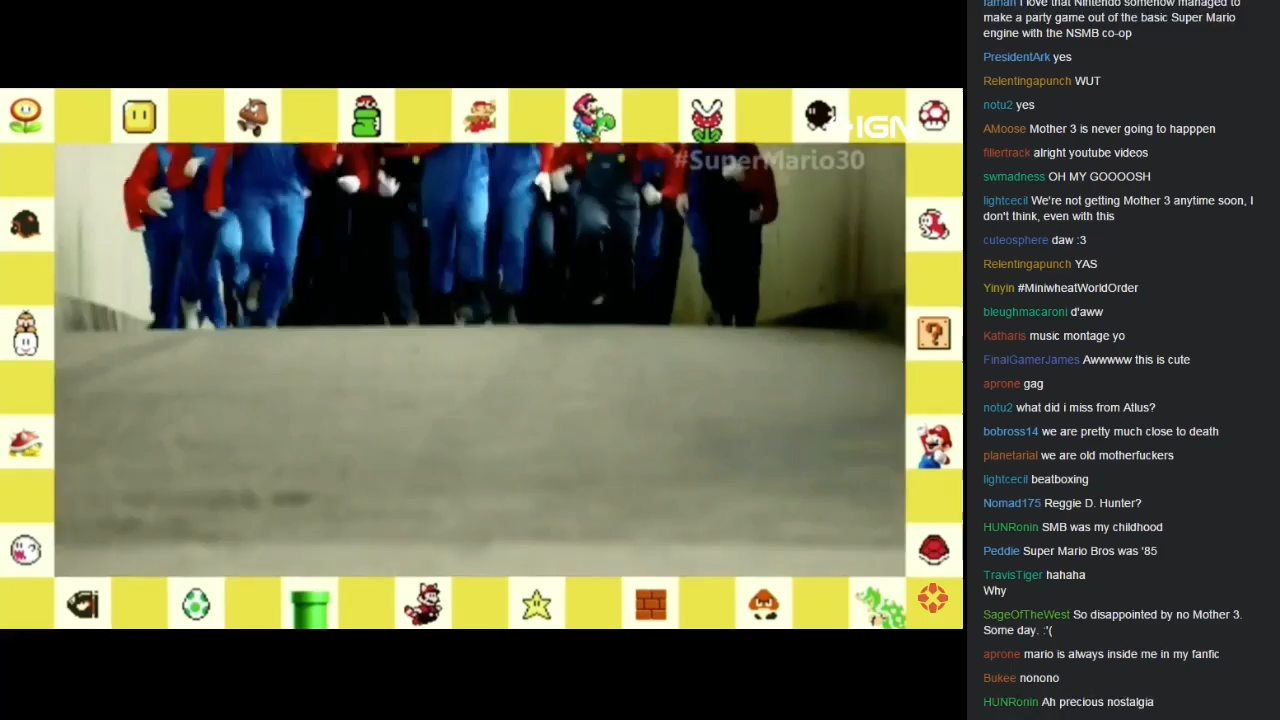 IGN
#SuperMario30
laman I love that Nintendo somehow managed to
make a party game out of the basic Super Mario
engine with the NSMB co-op
PresidentArk yes
Relentingapunch WUT
notu2 yes
AMoose Mother 3 is never going to happpen
fillertrack alright youtube videos
swmadness OH MY GOOOOSH
lightcecil We're not getting Mother 3 anytime soon, I
don't think, even with this
cuteosphere daw :3
Relentingapunch YAS
Yinyin #MiniwheatWorldOrder
bleughmacaroni d'aww
Katharis music montage yo
FinalGamerJames Awwwww this is cute
aprone gag
notu2 what did i miss from Atlus?
bobross14 we are pretty much close to death
planetarial we are old motherfuckers
lightcecil beatboxing
Nomad175 Reggie D. Hunter?
HUNRonin SMB was my childhood
Peddie Super Mario Bros was '85
TravisTiger hahaha
Why
SageOfTheWest So disappointed by no Mother 3.
Some day. :'(
aprone mario is always inside me in my fanfic
Bukee nonono
HUNRonin Ah precious nostalgia